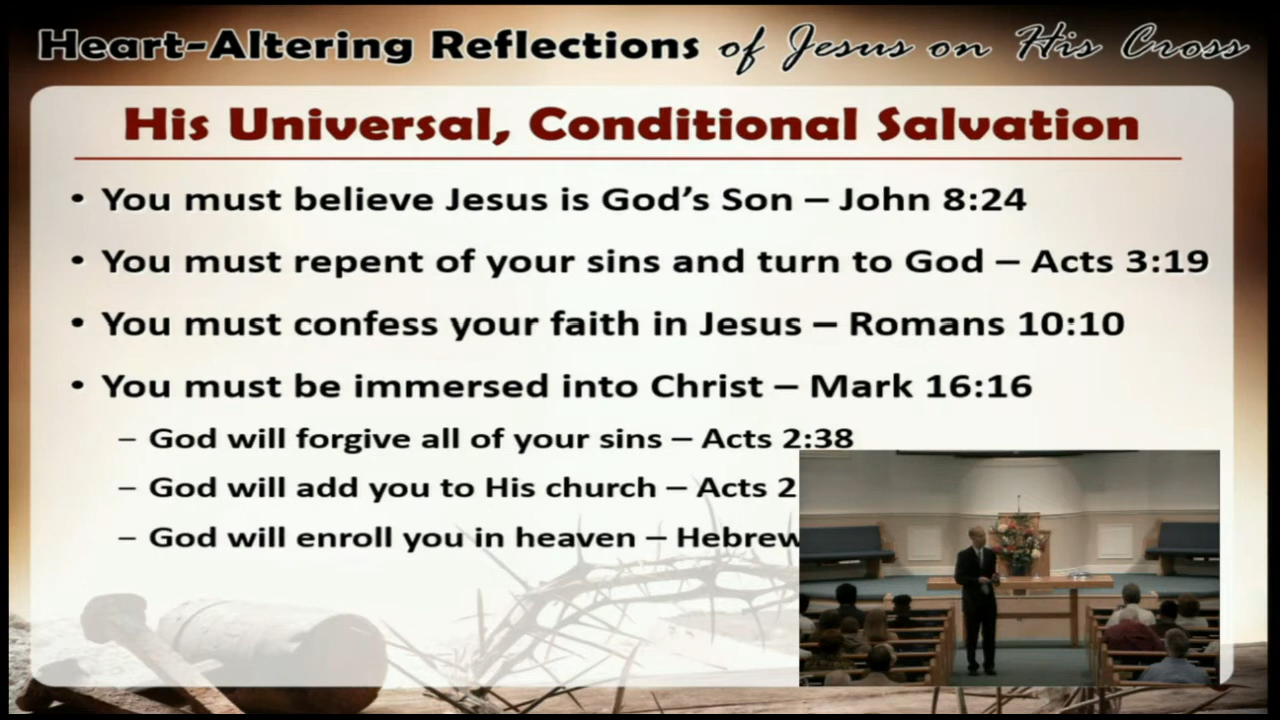 Heart-Altering Reflections of Jesus on His Cross
His Universal, Conditional Salvation
• You must believe Jesus is God's Son – John 8:24
• You must repent of your sins and turn to God – Acts 3:19
• You must confess your faith in Jesus – Romans 10:10
• You must be immersed into Christ – Mark 16:16
– God will forgive all of your sins – Acts 2:38
– God will add you to His church – Acts 2
– God will enroll you in heaven – Hebrew